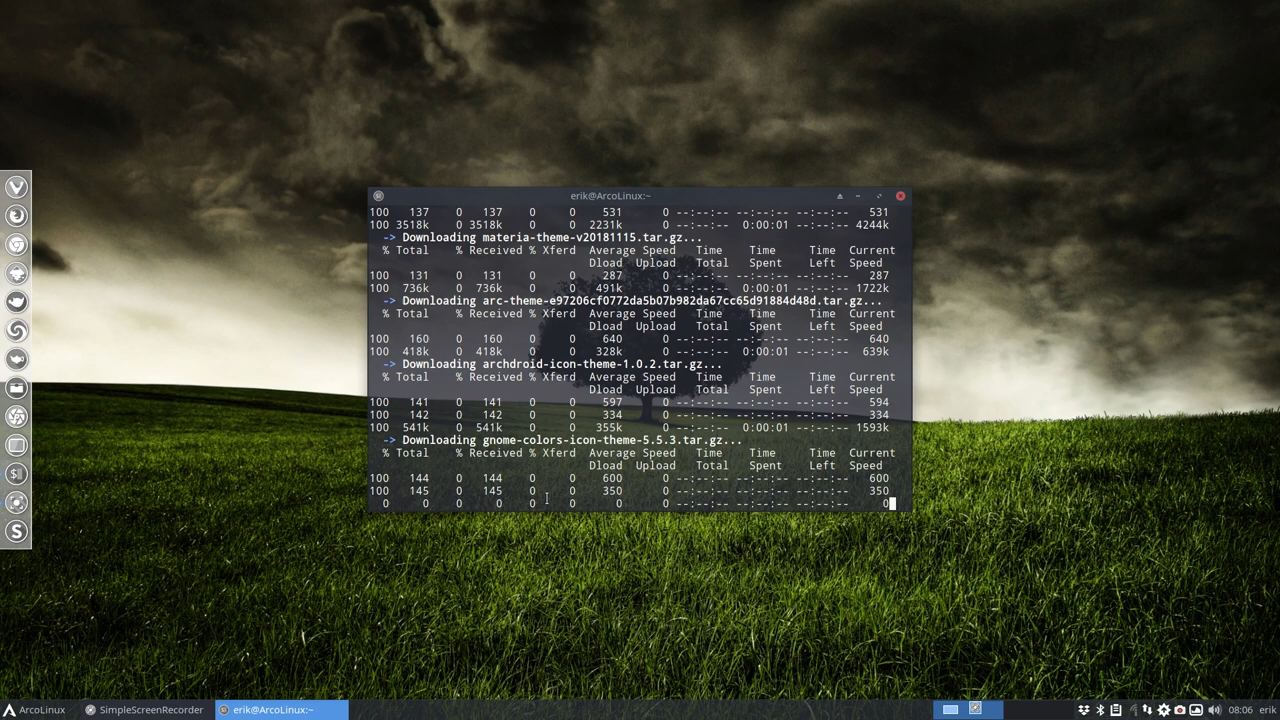 erik@ArcoLinux:~
100 137 0 137 0 0 531 0 --:--:-- --:--:-- --:--:-- 531
100 3518k 0 3518k 0 0 2231k 0 --:--:-- 0:00:01 --:--:-- 4244k
-> Downloading materia-theme-v20181115.tar.gz...
% Total % Received % Xferd Average Speed Time Time Time Current
Dload Upload Total Spent Left Speed
100 131 0 131 0 0 287 0 --:--:-- --:--:-- --:--:-- 287
100 736k 0 736k 0 0 491k 0 --:--:-- 0:00:01 --:--:-- 1722k
-> Downloading arc-theme-e97206cf0772da5b07b982da67cc65d91884d48d.tar.gz...
% Total % Received % Xferd Average Speed Time Time Time Current
Dload Upload Total Spent Left Speed
100 160 0 160 0 0 640 0 --:--:-- --:--:-- --:--:-- 640
100 418k 0 418k 0 0 328k 0 --:--:-- 0:00:01 --:--:-- 639k
-> Downloading archdroid-icon-theme-1.0.2.tar.gz...
% Total % Received % Xferd Average Speed Time Time Time Current
Dload Upload Total Spent Left Speed
100 141 0 141 0 0 597 0 --:--:-- --:--:-- --:--:-- 594
100 142 0 142 0 0 334 0 --:--:-- --:--:-- --:--:-- 334
100 541k 0 541k 0 0 355k 0 --:--:-- 0:00:01 --:--:-- 1593k
-> Downloading gnome-colors-icon-theme-5.5.3.tar.gz...
% Total % Received % Xferd Average Speed Time Time Time Current
Dload Upload Total Spent Left Speed
100 144 0 144 0 0 600 0 --:--:-- --:--:-- --:--:-- 600
100 145 0 145 0 0 350 0 --:--:-- --:--:-- --:--:-- 350
0 0 0 0 0 0 0 0 --:--:-- --:--:-- --:--:-- 0
ArcoLinux SimpleScreenRecorder erik@ArcoLinux:~ 08:06 erik